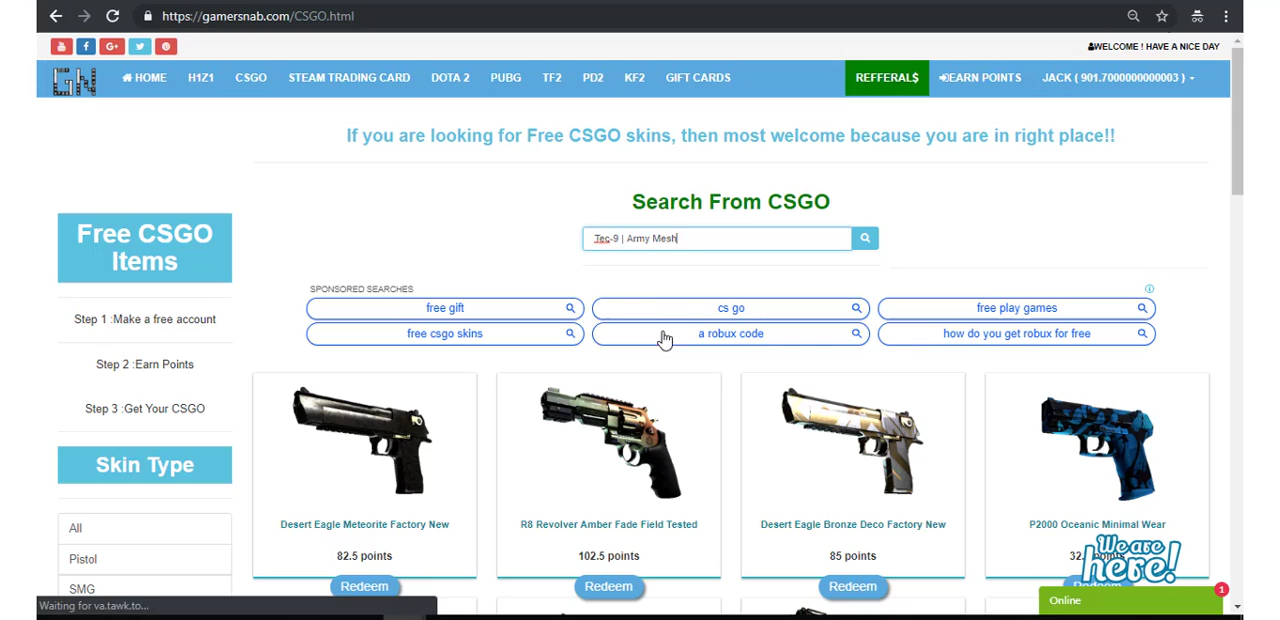 https://gamersnab.com/CSGO.html
WELCOME ! HAVE A NICE DAY
GN HOME H1Z1 CSGO STEAM TRADING CARD DOTA 2 PUBG TF2 PD2 KF2 GIFT CARDS REFFERAL$ EARN POINTS JACK ( 901.7000000000003 )
If you are looking for Free CSGO skins, then most welcome because you are in right place!!
Search From CSGO
Tec-9 | Army Mesh
Free CSGO
Items
Step 1 :Make a free account
Step 2 :Earn Points
Step 3 :Get Your CSGO
Skin Type
All
Pistol
SMG
SPONSORED SEARCHES
free gift cs go free play games
free csgo skins a robux code how do you get robux for free
Desert Eagle Meteorite Factory New R8 Revolver Amber Fade Field Tested Desert Eagle Bronze Deco Factory New P2000 Oceanic Minimal Wear
82.5 points 102.5 points 85 points
Redeem Redeem Redeem
We are
here!
1
Online
Waiting for va.tawk.to...